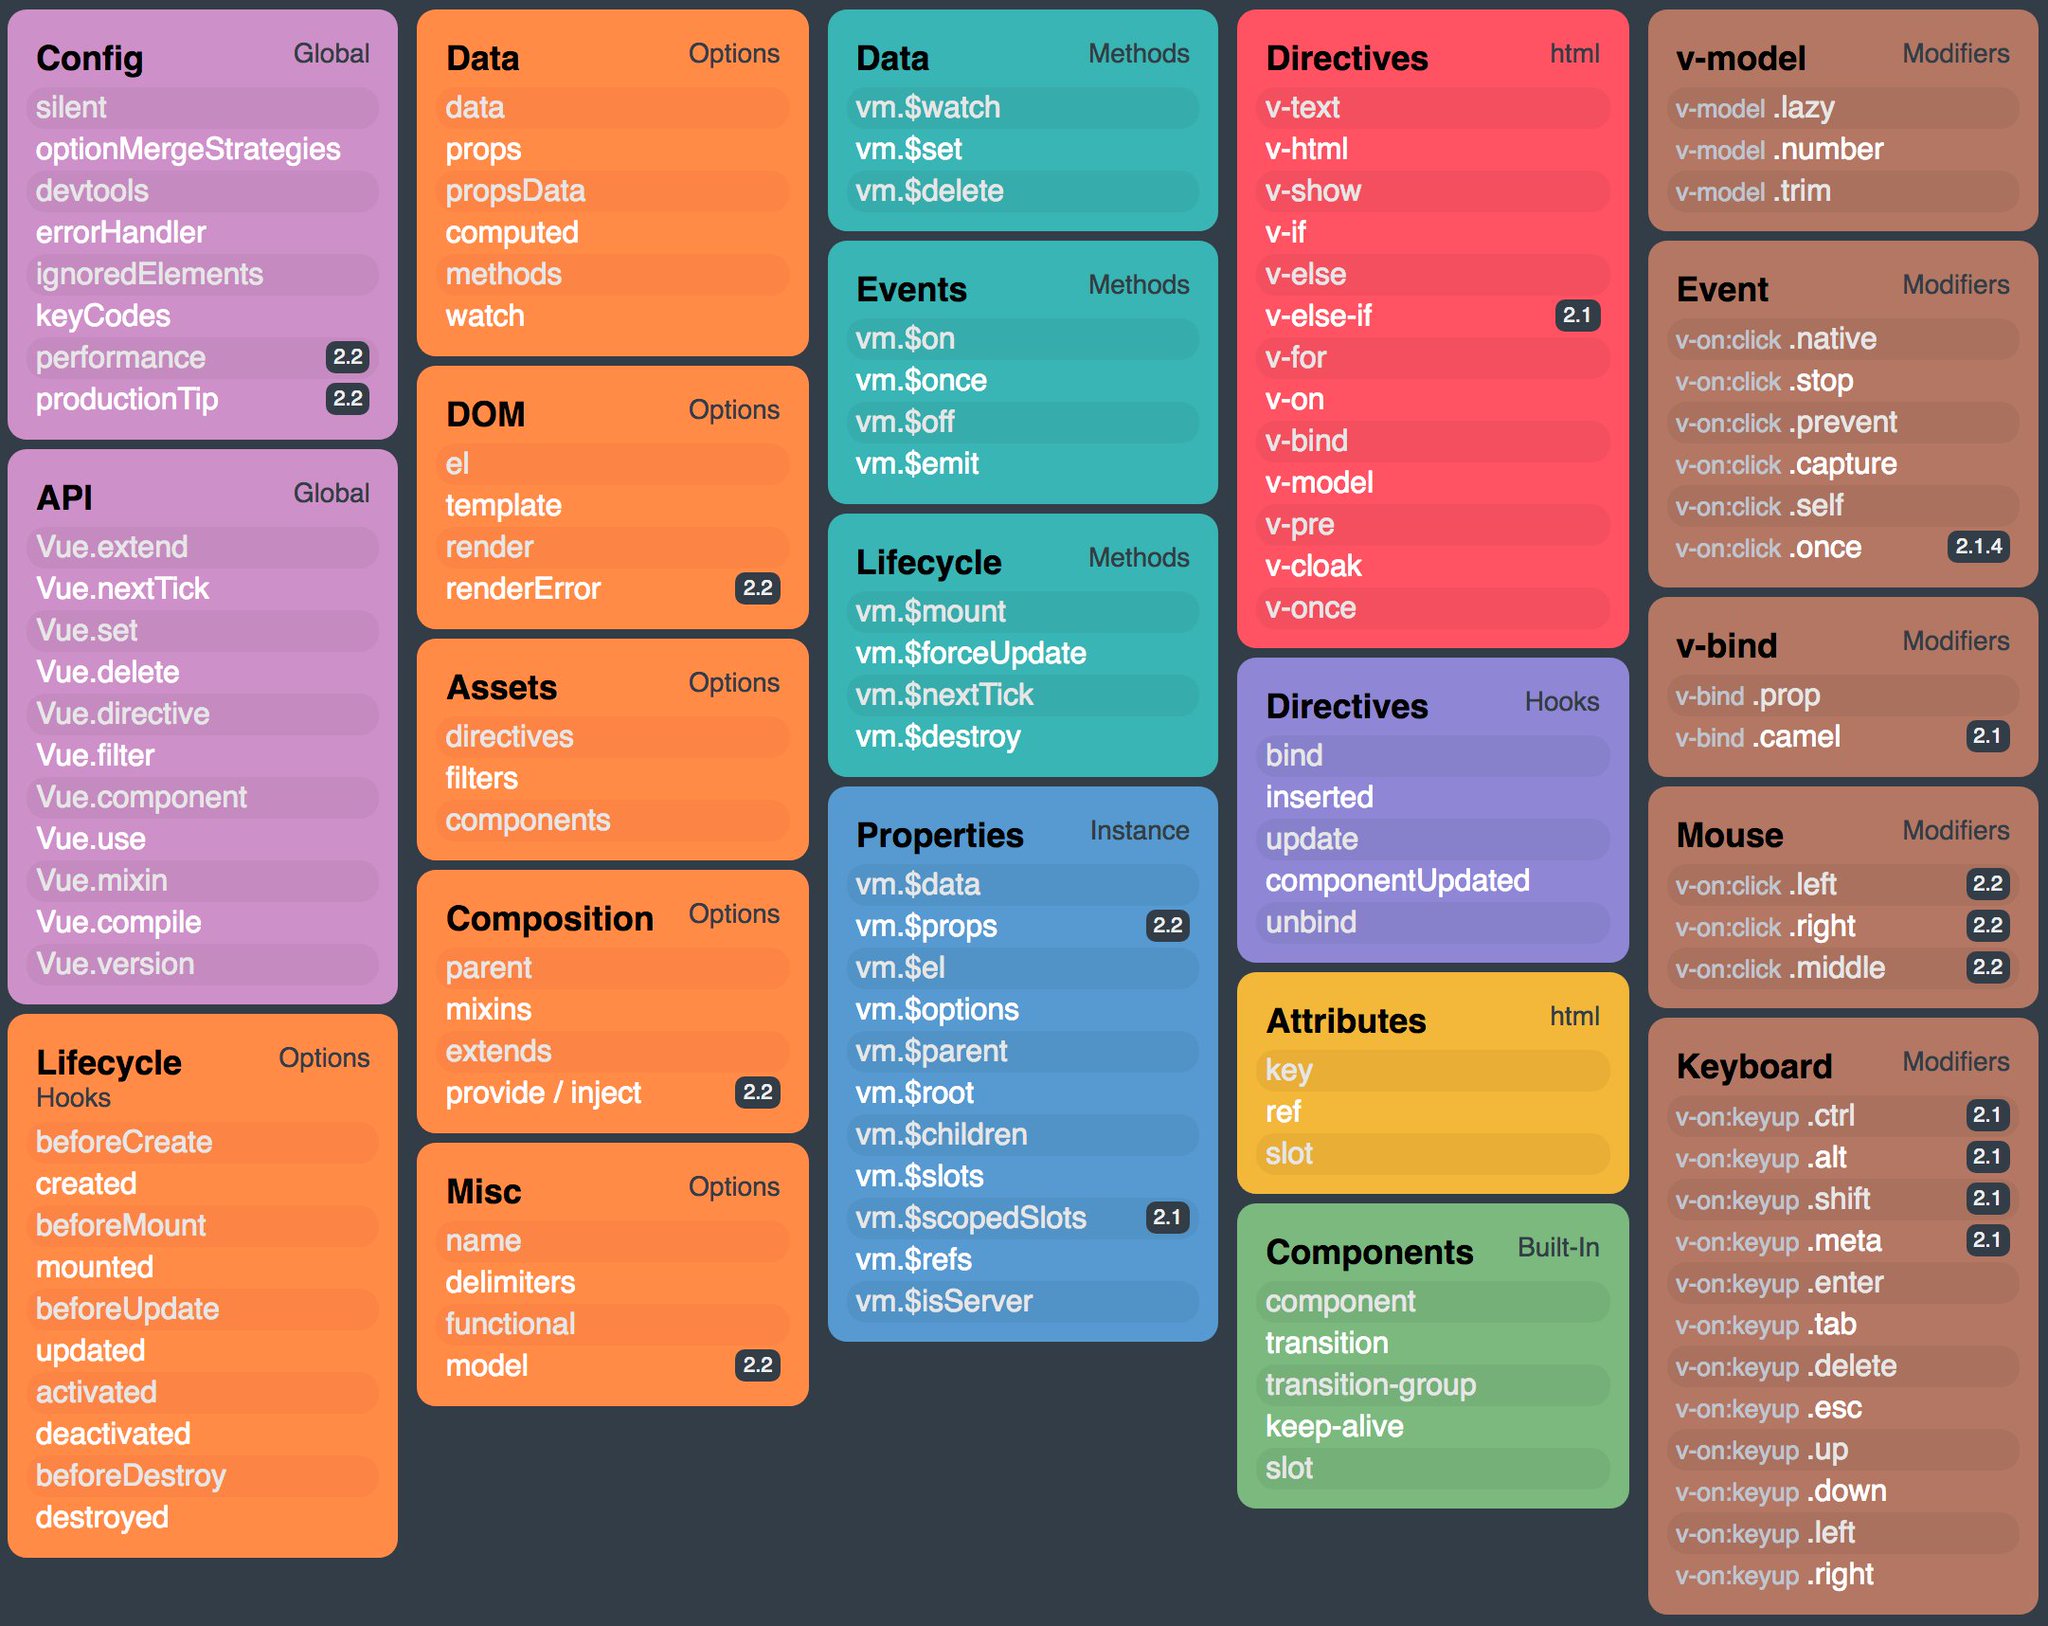 Config Global
silent
optionMergeStrategies
devtools
errorHandler
ignoredElements
keyCodes
performance 2.2
productionTip 2.2
API Global
Vue.extend
Vue.nextTick
Vue.set
Vue.delete
Vue.directive
Vue.filter
Vue.component
Vue.use
Vue.mixin
Vue.compile
Vue.version
Lifecycle Options
Hooks
beforeCreate
created
beforeMount
mounted
beforeUpdate
updated
activated
deactivated
beforeDestroy
destroyed
Data Options
data
props
propsData
computed
methods
watch
DOM Options
el
template
render
renderError 2.2
Assets Options
directives
filters
components
Composition Options
parent
mixins
extends
provide / inject 2.2
Misc Options
name
delimiters
functional
model 2.2
Data Methods
vm.$watch
vm.$set
vm.$delete
Events Methods
vm.$on
vm.$once
vm.$off
vm.$emit
Lifecycle Methods
vm.$mount
vm.$forceUpdate
vm.$nextTick
vm.$destroy
Properties Instance
vm.$data
vm.$props 2.2
vm.$el
vm.$options
vm.$parent
vm.$root
vm.$children
vm.$slots
vm.$scopedSlots 2.1
vm.$refs
vm.$isServer
Directives html
v-text
v-html
v-show
v-if
v-else
v-else-if 2.1
v-for
v-on
v-bind
v-model
v-pre
v-cloak
v-once
Directives Hooks
bind
inserted
update
componentUpdated
unbind
Attributes html
key
ref
slot
Components Built-In
component
transition
transition-group
keep-alive
slot
v-model Modifiers
v-model .lazy
v-model .number
v-model .trim
Event Modifiers
v-on:click .native
v-on:click .stop
v-on:click .prevent
v-on:click .capture
v-on:click .self
v-on:click .once 2.1.4
v-bind Modifiers
v-bind .prop
v-bind .camel 2.1
Mouse Modifiers
v-on:click .left 2.2
v-on:click .right 2.2
v-on:click .middle 2.2
Keyboard Modifiers
v-on:keyup .ctrl 2.1
v-on:keyup .alt 2.1
v-on:keyup .shift 2.1
v-on:keyup .meta 2.1
v-on:keyup .enter
v-on:keyup .tab
v-on:keyup .delete
v-on:keyup .esc
v-on:keyup .up
v-on:keyup .down
v-on:keyup .left
v-on:keyup .right